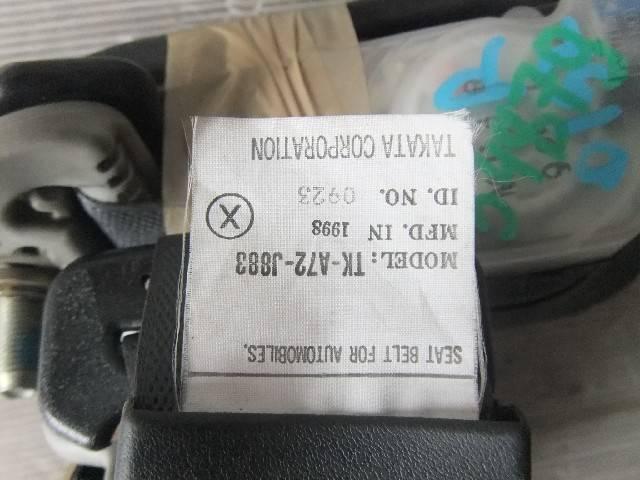 SEAT BELT FOR AUTOMOBILES.
MODEL: TK-A72-J883
MFD. IN 1998
ID. NO. 0923
X
TAKATA CORPORATION